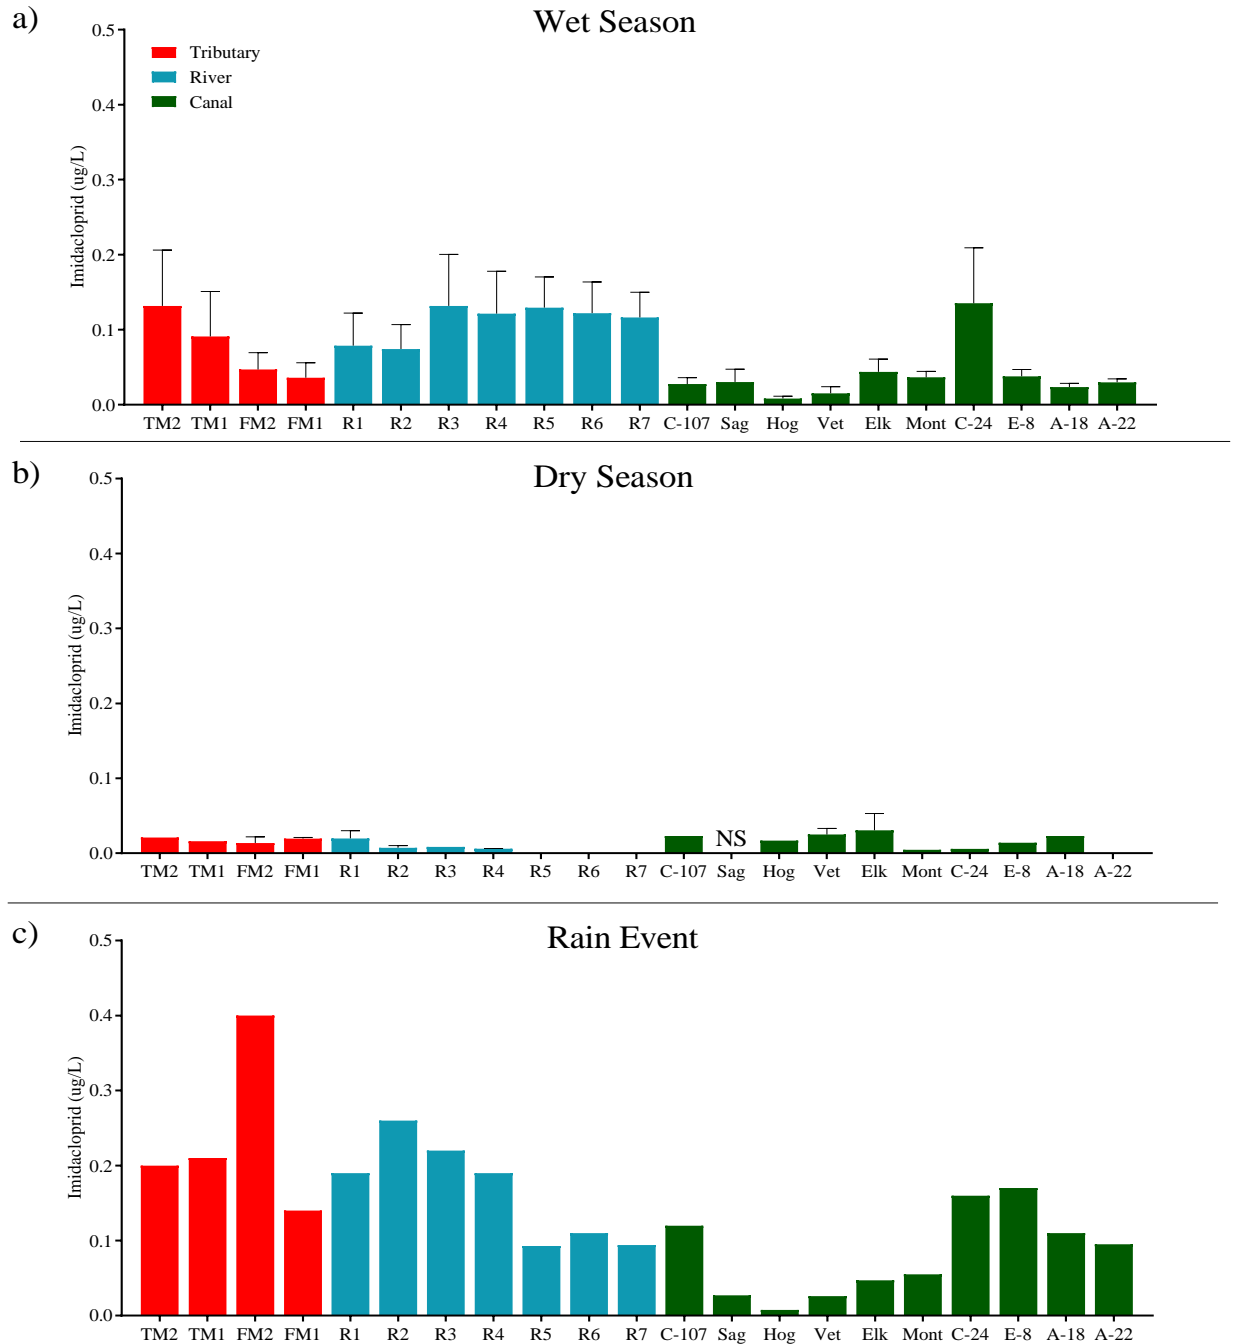 a)
Wet Season
0.5
0.4
0.3
0.2
0.1
0.0
Imidacloprid (ug/L)
Tributary
River
Canal
TM2 TM1 FM2 FM1 R1 R2 R3 R4 R5 R6 R7 C-107 Sag Hog Vet Elk Mont C-24 E-8 A-18 A-22
b)
Dry Season
0.5
0.4
0.3
0.2
0.1
0.0
Imidacloprid (ug/L)
NS
TM2 TM1 FM2 FM1 R1 R2 R3 R4 R5 R6 R7 C-107 Sag Hog Vet Elk Mont C-24 E-8 A-18 A-22
c)
Rain Event
0.5
0.4
0.3
0.2
0.1
0.0
Imidacloprid (ug/L)
TM2 TM1 FM2 FM1 R1 R2 R3 R4 R5 R6 R7 C-107 Sag Hog Vet Elk Mont C-24 E-8 A-18 A-22